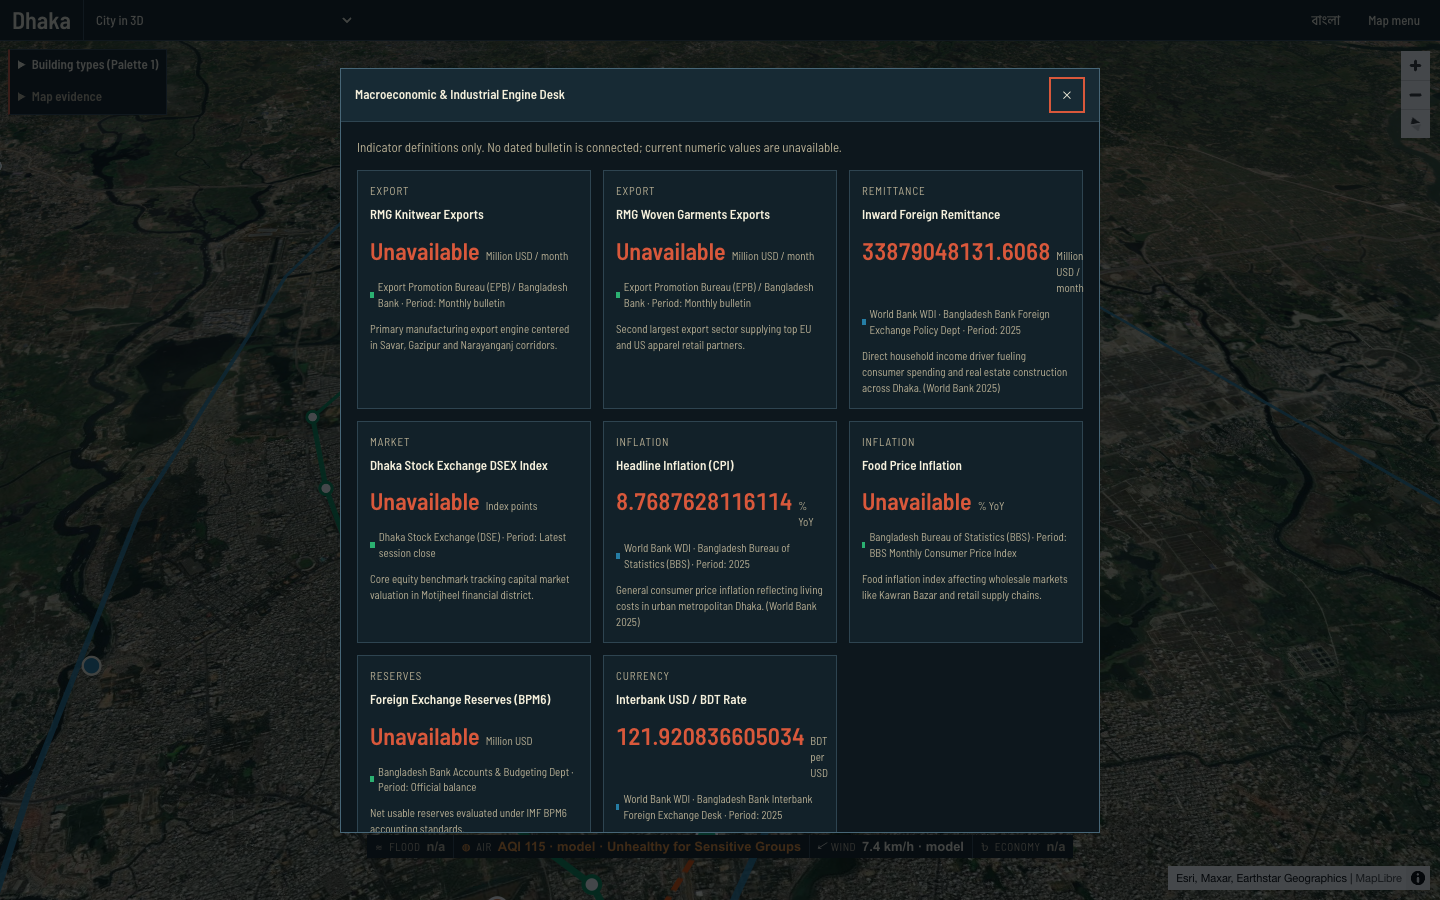 Dhaka
City in 3D
বাংলা
Map menu
▶ Building types (Palette 1)
▶ Map evidence
Macroeconomic & Industrial Engine Desk
×
Indicator definitions only. No dated bulletin is connected; current numeric values are unavailable.
EXPORT
RMG Knitwear Exports
Unavailable Million USD / month
Export Promotion Bureau (EPB) / Bangladesh
Bank · Period: Monthly bulletin
Primary manufacturing export engine centered
in Savar, Gazipur and Narayanganj corridors.
EXPORT
RMG Woven Garments Exports
Unavailable Million USD / month
Export Promotion Bureau (EPB) / Bangladesh
Bank · Period: Monthly bulletin
Second largest export sector supplying top EU
and US apparel retail partners.
REMITTANCE
Inward Foreign Remittance
33879048131.6068 Million
USD /
month
World Bank WDI · Bangladesh Bank Foreign
Exchange Policy Dept · Period: 2025
Direct household income driver fueling
consumer spending and real estate construction
across Dhaka. (World Bank 2025)
MARKET
Dhaka Stock Exchange DSEX Index
Unavailable Index points
Dhaka Stock Exchange (DSE) · Period: Latest
session close
Core equity benchmark tracking capital market
valuation in Motijheel financial district.
INFLATION
Headline Inflation (CPI)
8.7687628116114 %
YoY
World Bank WDI · Bangladesh Bureau of
Statistics (BBS) · Period: 2025
General consumer price inflation reflecting living
costs in urban metropolitan Dhaka. (World Bank
2025)
INFLATION
Food Price Inflation
Unavailable % YoY
Bangladesh Bureau of Statistics (BBS) · Period:
BBS Monthly Consumer Price Index
Food inflation index affecting wholesale markets
like Kawran Bazar and retail supply chains.
RESERVES
Foreign Exchange Reserves (BPM6)
Unavailable Million USD
Bangladesh Bank Accounts & Budgeting Dept ·
Period: Official balance
Net usable reserves evaluated under IMF BPM6
accounting standards.
CURRENCY
Interbank USD / BDT Rate
121.920836605034 BDT
per
USD
World Bank WDI · Bangladesh Bank Interbank
Foreign Exchange Desk · Period: 2025
FLOOD n/a
AIR AQI 115 · model · Unhealthy for Sensitive Groups
WIND 7.4 km/h · model
ECONOMY n/a
Esri, Maxar, Earthstar Geographics | MapLibre